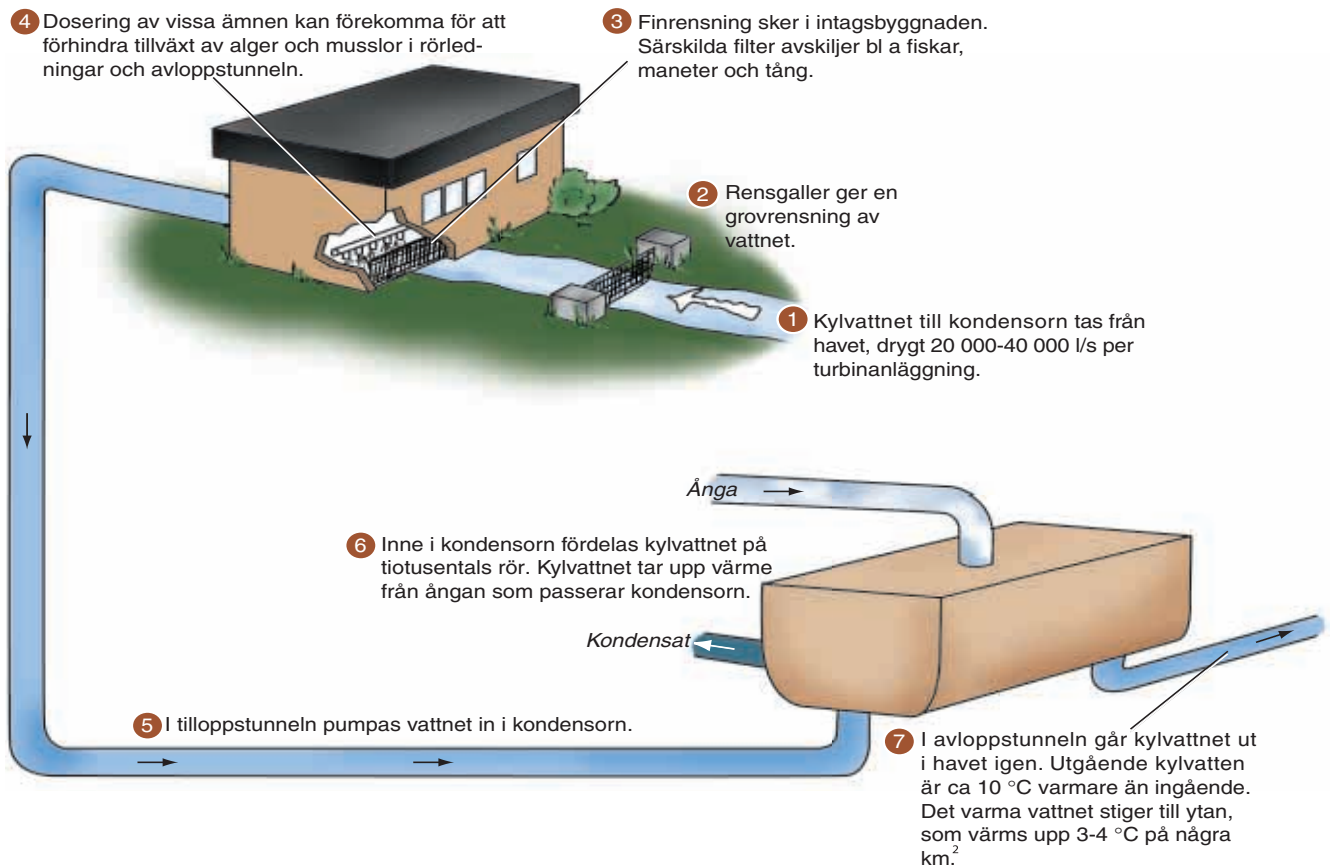 4 Dosering av vissa ämnen kan förekomma för att
förhindra tillväxt av alger och musslor i rörled-
ningar och avloppstunneln.
3 Finrensning sker i intagsbyggnaden.
Särskilda filter avskiljer bl a fiskar,
maneter och tång.
2 Rensgaller ger en
grovrensning av
vattnet.
1 Kylvattnet till kondensorn tas från
havet, drygt 20 000-40 000 l/s per
turbinanläggning.
Ånga
6 Inne i kondensorn fördelas kylvattnet på
tiotusentals rör. Kylvattnet tar upp värme
från ångan som passerar kondensorn.
Kondensat
5 I tilloppstunneln pumpas vattnet in i kondensorn.
7 I avloppstunneln går kylvattnet ut
i havet igen. Utgående kylvatten
är ca 10 °C varmare än ingående.
Det varma vattnet stiger till ytan,
som värms upp 3-4 °C på några
km².